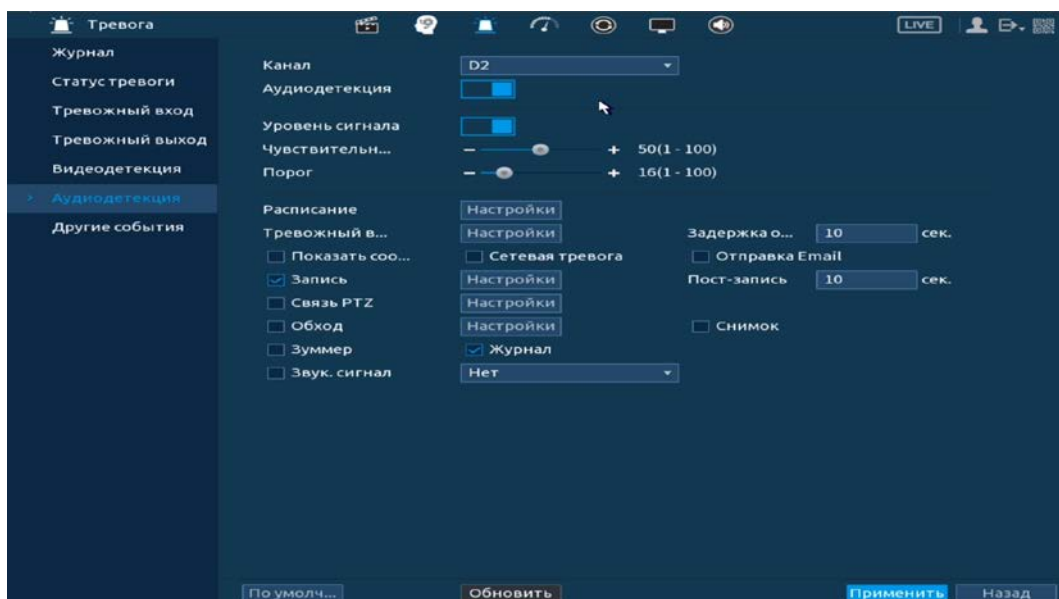 Тревога
LIVE
Журнал
Статус тревоги
Тревожный вход
Тревожный выход
Видеодетекция
Аудиодетекция
Другие события
Канал D2
Аудиодетекция
Уровень сигнала
Чувствительн... 50(1 - 100)
Порог 16(1 - 100)
Расписание Настройки
Тревожный в... Настройки Задержка о... 10 сек.
Показать соо... Сетевая тревога Отправка Email
Запись Настройки Пост-запись 10 сек.
Связь PTZ Настройки
Обход Настройки Снимок
Зуммер Журнал
Звук. сигнал Нет
По умолч... Обновить Применить Назад